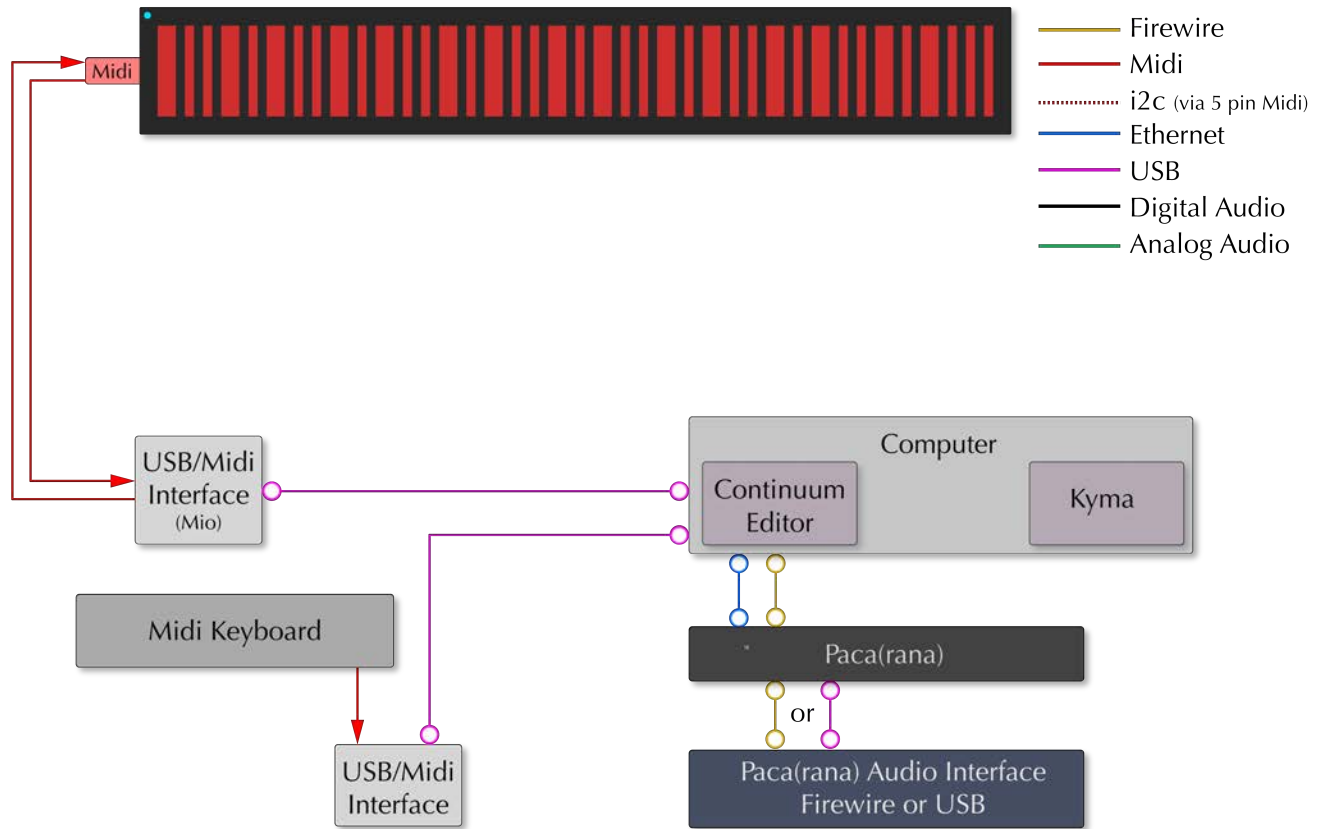 Midi
Firewire
Midi
i2c (via 5 pin Midi)
Ethernet
USB
Digital Audio
Analog Audio
USB/Midi
Interface
(Mio)
Computer
Continuum
Editor
Kyma
Midi Keyboard
Paca(rana)
or
USB/Midi
Interface
Paca(rana) Audio Interface
Firewire or USB